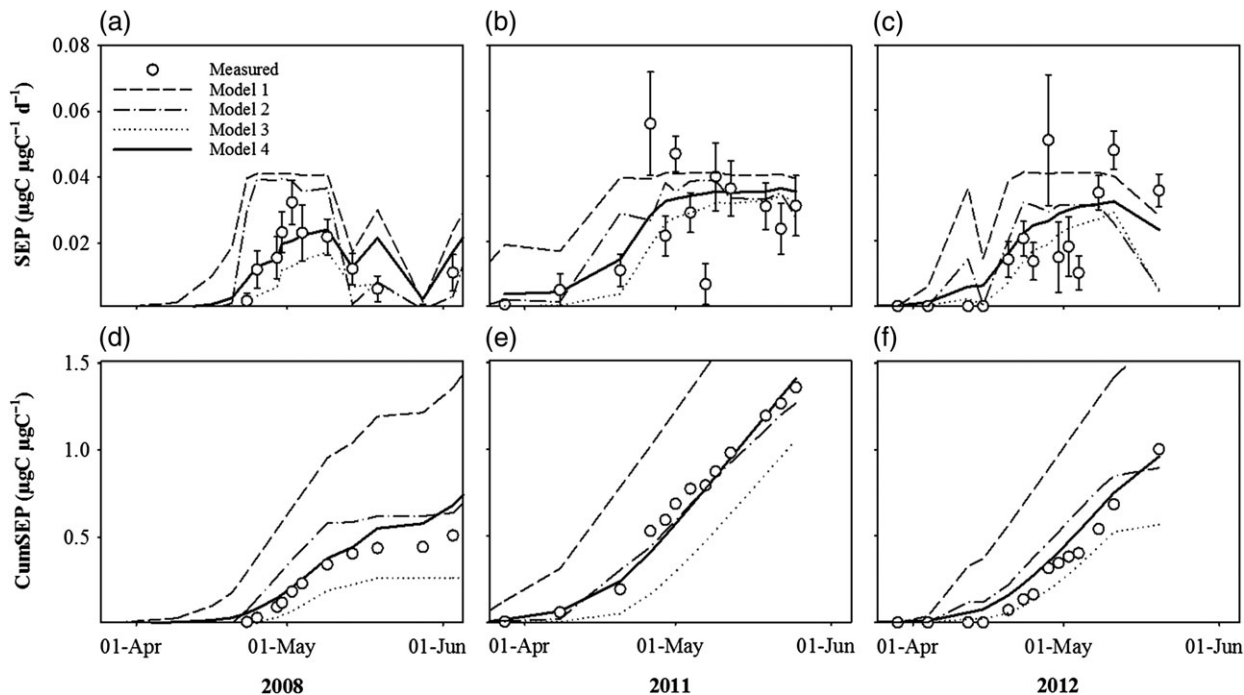 (a) (b) (c)
SEP (µgC µgC⁻¹ d⁻¹)
0.08
0.06
0.04
0.02
Measured
Model 1
Model 2
Model 3
Model 4
(d) (e) (f)
CumSEP (µgC µgC⁻¹)
1.5
1.0
0.5
01-Apr 01-May 01-Jun 01-Apr 01-May 01-Jun 01-Apr 01-May 01-Jun
2008 2011 2012